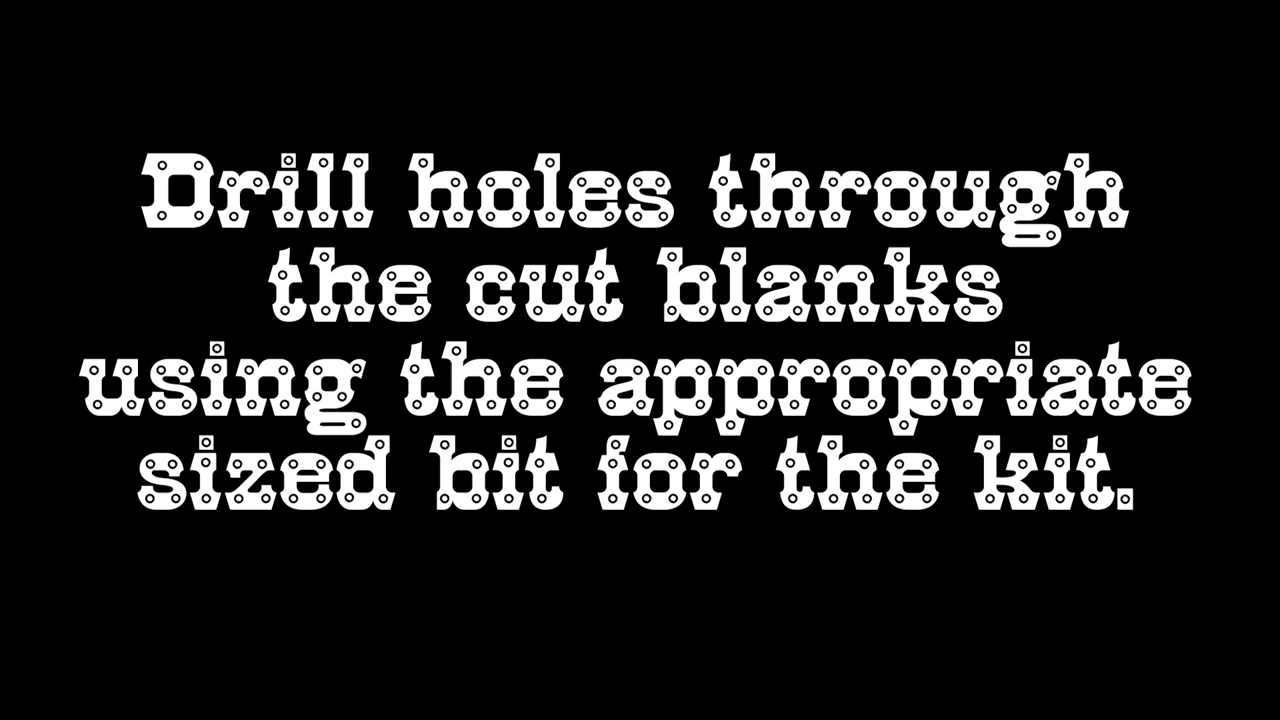 Drill holes through
the cut blanks
using the appropriate
sized bit for the kit.